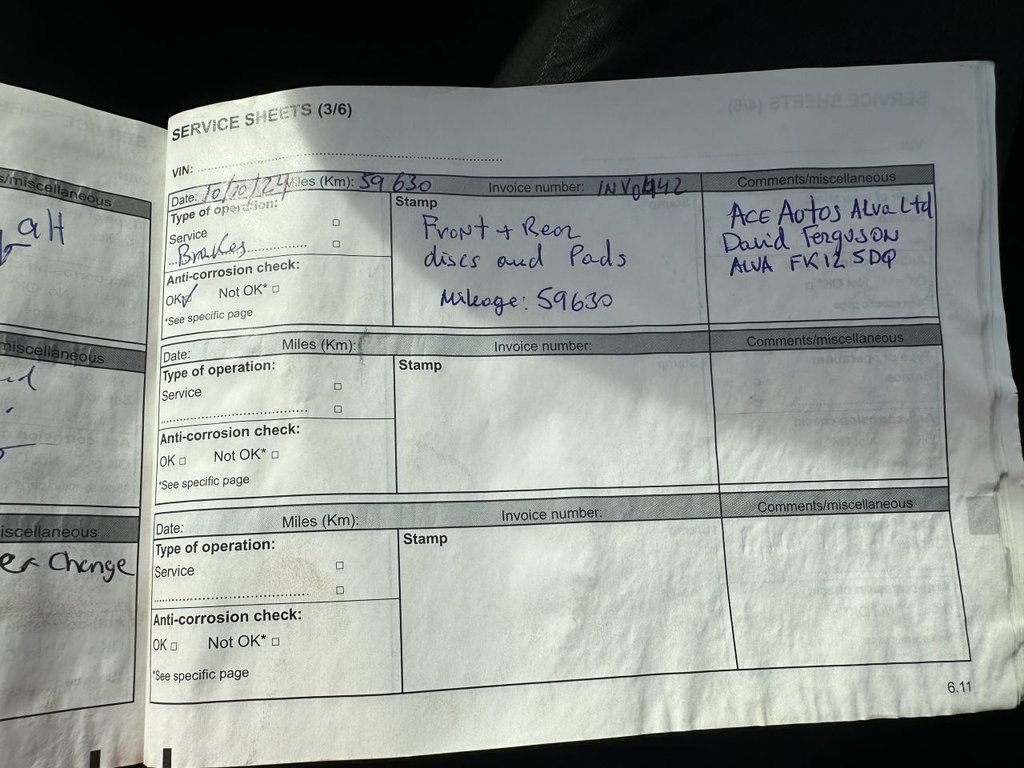 s/miscellaneous
miscellaneous
iscellaneous
er Change
SERVICE SHEETS (3/6)
VIN:
Date: 10/10/24 Miles (Km): 59630 Invoice number: Comments/miscellaneous
Type of operation: Stamp
Service
Brakes
Front + Rear
discs and Pads
Mileage: 59630
ACE Autos Alva Ltd
David Ferguson
ALVA FK12 5DQ
Anti-corrosion check:
OK Not OK*
*See specific page
Date: Miles (Km): Invoice number: Comments/miscellaneous
Type of operation: Stamp
Service
Anti-corrosion check:
OK Not OK*
*See specific page
Date: Miles (Km): Invoice number: Comments/miscellaneous
Type of operation: Stamp
Service
Anti-corrosion check:
OK Not OK*
*See specific page
6.11